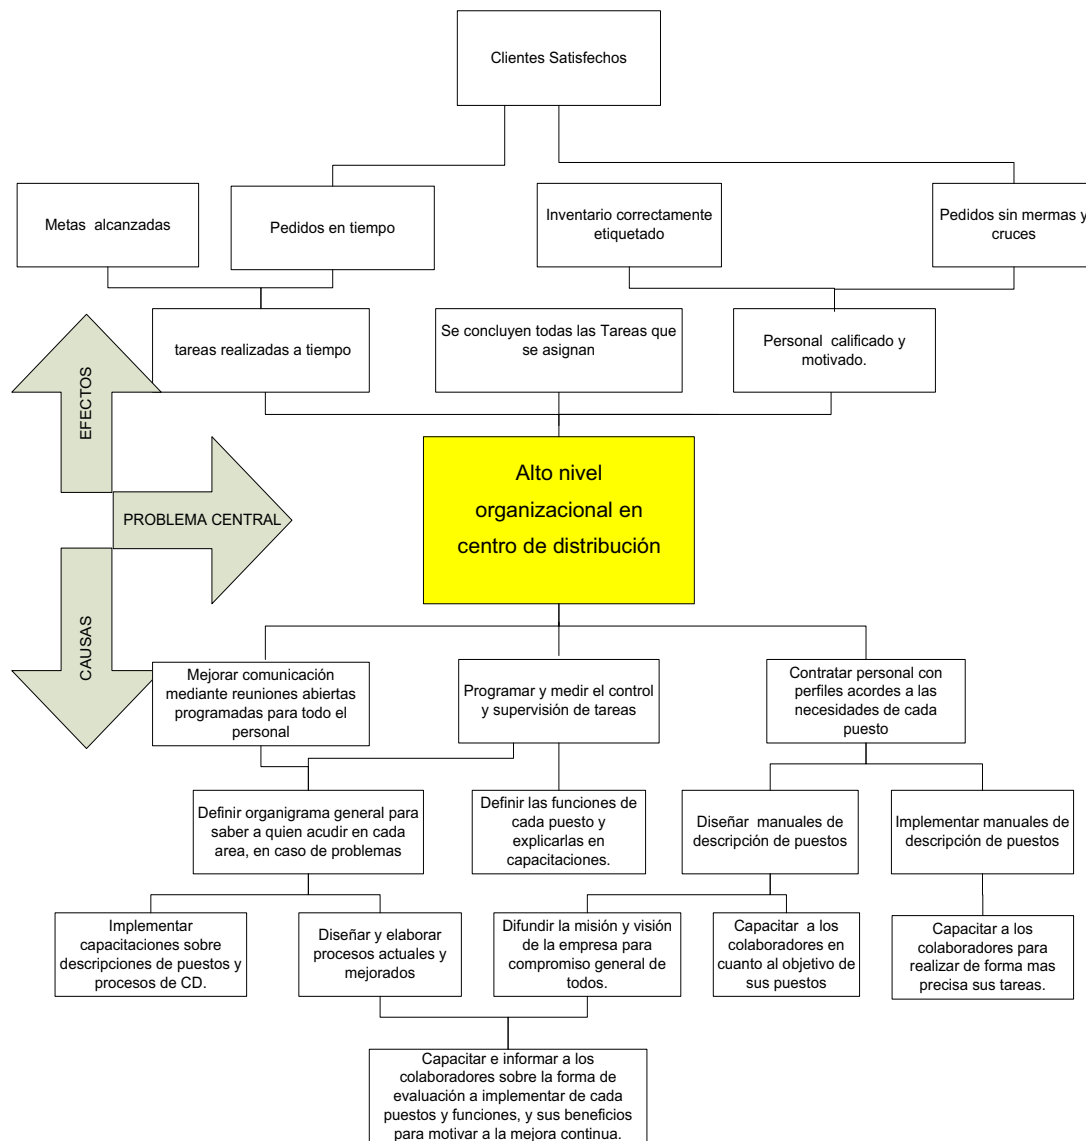 Clientes Satisfechos
Metas alcanzadas
Pedidos en tiempo
Inventario correctamente
etiquetado
Pedidos sin mermas y
cruces
tareas realizadas a tiempo
Se concluyen todas las Tareas que
se asignan
Personal calificado y
motivado.
EFECTOS
PROBLEMA CENTRAL
CAUSAS
Alto nivel
organizacional en
centro de distribución
Mejorar comunicación
mediante reuniones abiertas
programadas para todo el
personal
Programar y medir el control
y supervisión de tareas
Contratar personal con
perfiles acordes a las
necesidades de cada
puesto
Definir organigrama general para
saber a quien acudir en cada
area, en caso de problemas
Definir las funciones de
cada puesto y
explicarlas en
capacitaciones.
Diseñar manuales de
descripción de puestos
Implementar manuales de
descripción de puestos
Implementar
capacitaciones sobre
descripciones de puestos y
procesos de CD.
Diseñar y elaborar
procesos actuales y
mejorados
Difundir la misión y visión
de la empresa para
compromiso general de
todos.
Capacitar a los
colaboradores en
cuanto al objetivo de
sus puestos
Capacitar a los
colaboradores para
realizar de forma mas
precisa sus tareas.
Capacitar e informar a los
colaboradores sobre la forma de
evaluación a implementar de cada
puestos y funciones, y sus beneficios
para motivar a la mejora continua.